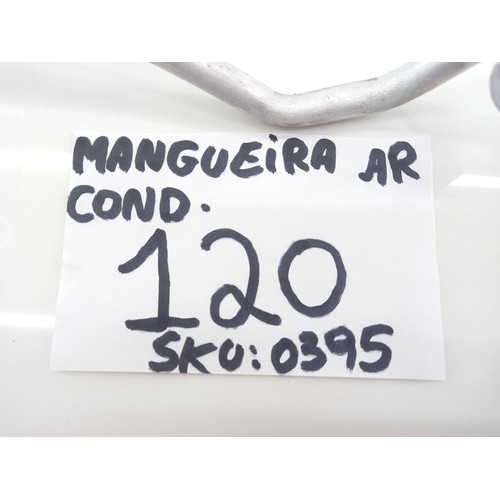 MANGUEiRA AR
COND.
120
SKU: 0395